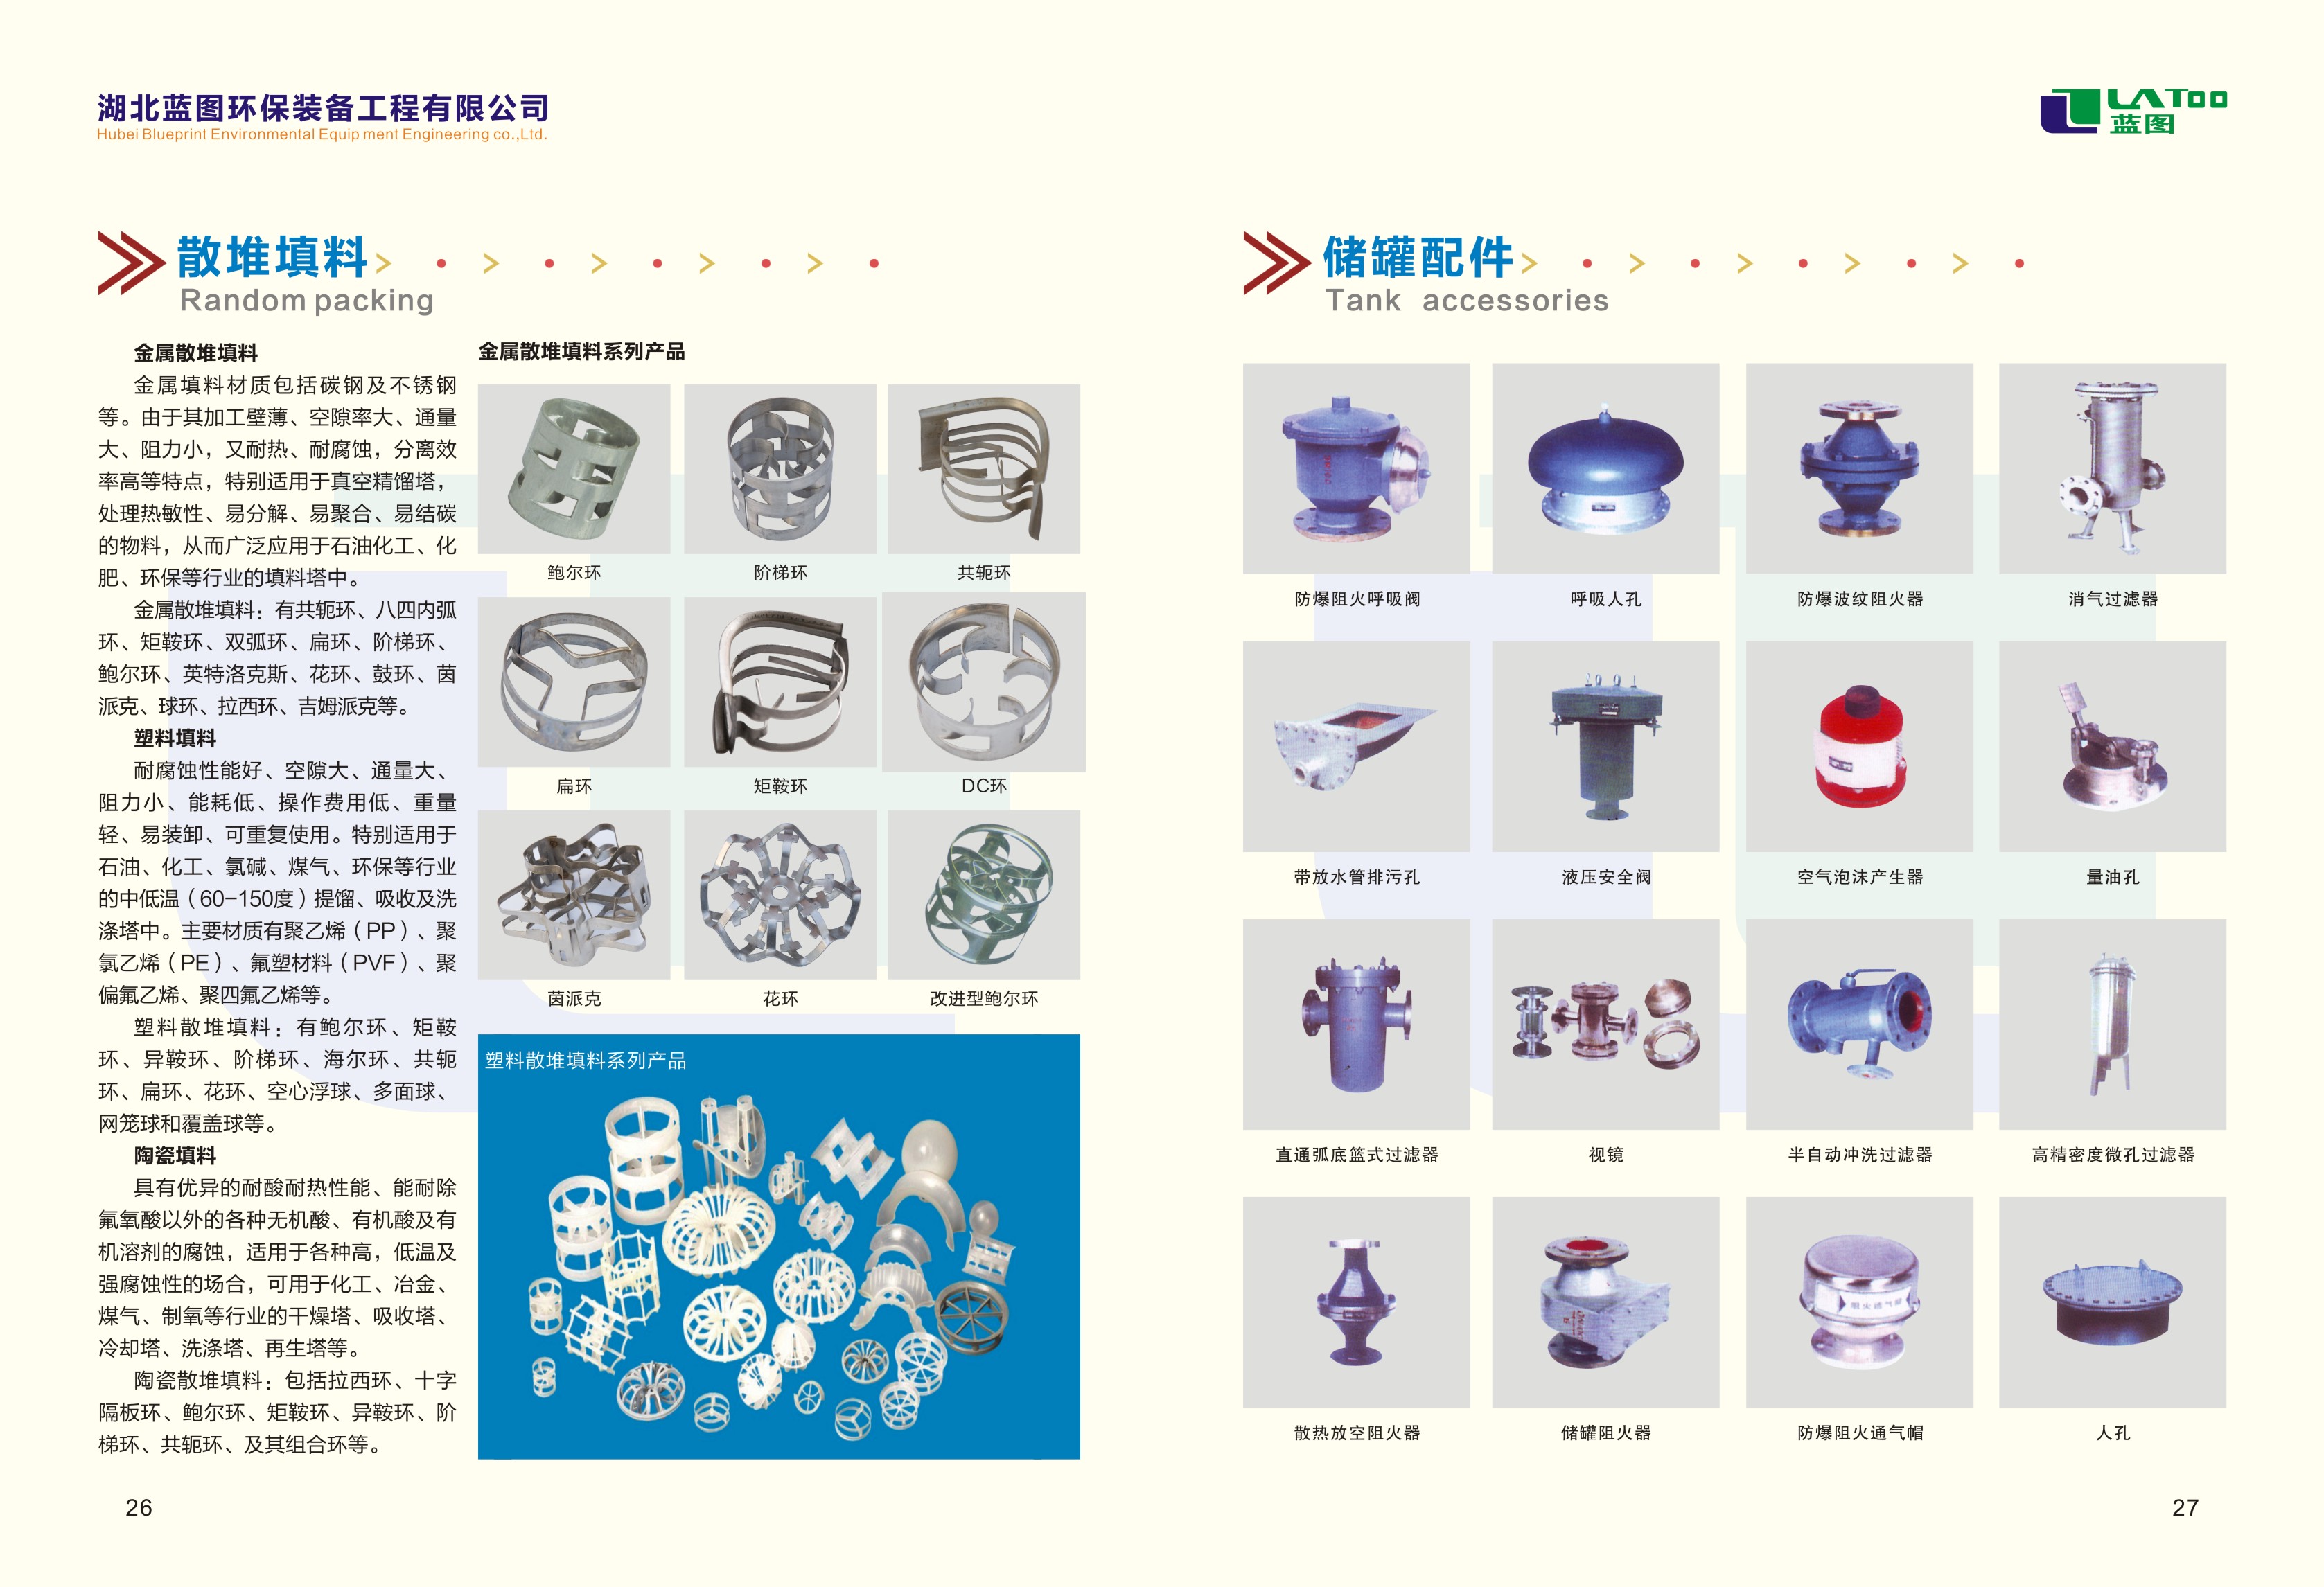 湖北蓝图环保装备工程有限公司
Hubei Blueprint Environmental Equip ment Engineering co.,Ltd.
LATOO
蓝图
散堆填料
Random packing
金属散堆填料
金属填料材质包括碳钢及不锈钢
等。由于其加工壁薄、空隙率大、通量
大、阻力小，又耐热、耐腐蚀，分离效
率高等特点，特别适用于真空精馏塔，
处理热敏性、易分解、易聚合、易结碳
的物料，从而广泛应用于石油化工、化
肥、环保等行业的填料塔中。
金属散堆填料：有共轭环、八四内弧
环、矩鞍环、双弧环、扁环、阶梯环、
鲍尔环、英特洛克斯、花环、鼓环、茵
派克、球环、拉西环、吉姆派克等。
塑料填料
耐腐蚀性能好、空隙大、通量大、
阻力小、能耗低、操作费用低、重量
轻、易装卸、可重复使用。特别适用于
石油、化工、氯碱、煤气、环保等行业
的中低温（60-150度）提馏、吸收及洗
涤塔中。主要材质有聚乙烯（PP）、聚
氯乙烯（PE）、氟塑材料（PVF）、聚
偏氟乙烯、聚四氟乙烯等。
塑料散堆填料：有鲍尔环、矩鞍
环、异鞍环、阶梯环、海尔环、共轭
环、扁环、花环、空心浮球、多面球、
网笼球和覆盖球等。
陶瓷填料
具有优异的耐酸耐热性能、能耐除
氟氧酸以外的各种无机酸、有机酸及有
机溶剂的腐蚀，适用于各种高，低温及
强腐蚀性的场合，可用于化工、冶金、
煤气、制氧等行业的干燥塔、吸收塔、
冷却塔、洗涤塔、再生塔等。
陶瓷散堆填料：包括拉西环、十字
隔板环、鲍尔环、矩鞍环、异鞍环、阶
梯环、共轭环、及其组合环等。
金属散堆填料系列产品
鲍尔环 阶梯环 共轭环
扁环 矩鞍环 DC环
茵派克 花环 改进型鲍尔环
塑料散堆填料系列产品
26
储罐配件
Tank accessories
防爆阻火呼吸阀 呼吸人孔 防爆波纹阻火器 消气过滤器
带放水管排污孔 液压安全阀 空气泡沫产生器 量油孔
直通弧底篮式过滤器 视镜 半自动冲洗过滤器 高精密度微孔过滤器
散热放空阻火器 储罐阻火器 防爆阻火通气帽 人孔
27